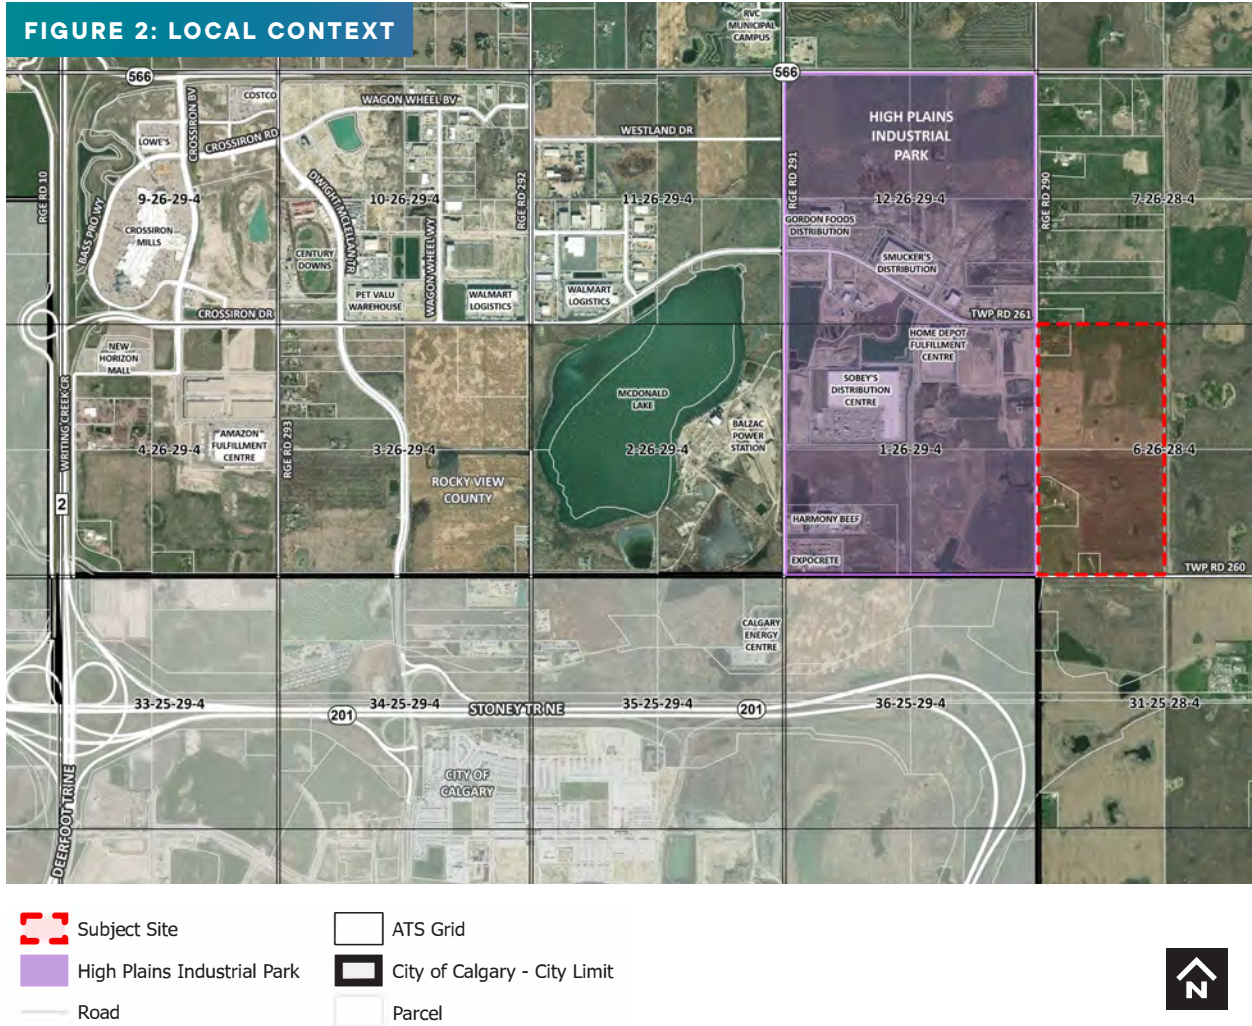 FIGURE 2: LOCAL CONTEXT
RVC
MUNICIPAL
CAMPUS
566
566
COSTCO
WAGON WHEEL BV
CROSSIRON BV
LOWE'S
CROSSIRON RD
WESTLAND DR
HIGH PLAINS
INDUSTRIAL
PARK
RGE RD 10
DWIGHT MCLELLAN TR
RGE RD 292
RGE RD 291
RGE RD 290
9-26-29-4
10-26-29-4
11-26-29-4
12-26-29-4
7-26-28-4
BASS PRO WY
CROSSIRON
MILLS
CENTURY
DOWNS
WAGON WHEEL WY
GORDON FOODS
DISTRIBUTION
SMUCKER'S
DISTRIBUTION
PET VALU
WAREHOUSE
WALMART
LOGISTICS
WALMART
LOGISTICS
CROSSIRON DR
TWP RD 261
NEW
HORIZON
MALL
HOME DEPOT
FULFILLMENT
CENTRE
MCDONALD
LAKE
SOBEY'S
DISTRIBUTION
CENTRE
WRITING CREEK CR
RGE RD 293
AMAZON
FULFILLMENT
CENTRE
BALZAC
POWER
STATION
4-26-29-4
3-26-29-4
2-26-29-4
1-26-29-4
6-26-28-4
ROCKY VIEW
COUNTY
2
HARMONY BEEF
EXPOCRETE
TWP RD 260
CALGARY
ENERGY
CENTRE
33-25-29-4
34-25-29-4
35-25-29-4
36-25-29-4
31-25-28-4
201
STONEY TR NE
201
DEERFOOT TR NE
CITY OF
CALGARY
Subject Site
ATS Grid
High Plains Industrial Park
City of Calgary - City Limit
Road
Parcel
N